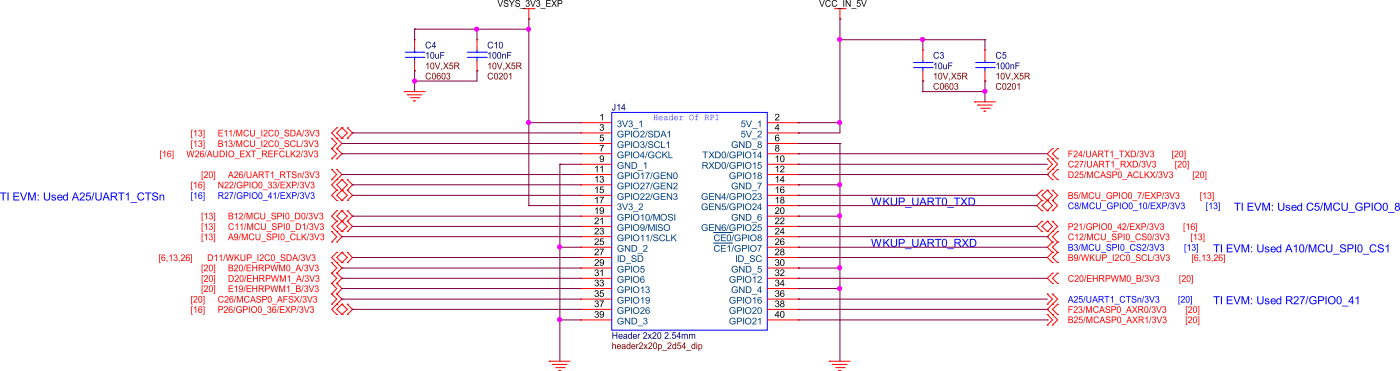 VSYS_3V3_EXP
VCC_IN_5V
C4
10uF
10V,X5R
C0603
C10
100nF
10V,X5R
C0201
C3
10uF
10V,X5R
C0603
C5
100nF
10V,X5R
C0201
J14
Header Of RPI
1 3V3_1 5V_1 2
[13] E11/MCU_I2C0_SDA/3V3 3 GPIO2/SDA1 5V_2 4
[13] B13/MCU_I2C0_SCL/3V3 5 GPIO3/SCL1 GND_8 6
[16] W26/AUDIO_EXT_REFCLK2/3V3 7 GPIO4/GCKL TXD0/GPIO14 8 F24/UART1_TXD/3V3 [20]
9 GND_1 RXD0/GPIO15 10 C27/UART1_RXD/3V3 [20]
[20] A26/UART1_RTSn/3V3 11 GPIO17/GEN0 GPIO18 12 D25/MCASP0_ACLKX/3V3 [20]
[16] N22/GPIO0_33/EXP/3V3 13 GPIO27/GEN2 GND_7 14
TI EVM: Used A25/UART1_CTSn [16] R27/GPIO0_41/EXP/3V3 15 GPIO22/GEN3 GEN4/GPIO23 16 B5/MCU_GPIO0_7/EXP/3V3 [13]
17 3V3_2 GEN5/GPIO24 18 WKUP_UART0_TXD C8/MCU_GPIO0_10/EXP/3V3 [13] TI EVM: Used C5/MCU_GPIO0_8
[13] B12/MCU_SPI0_D0/3V3 19 GPIO10/MOSI GND_6 20
[13] C11/MCU_SPI0_D1/3V3 21 GPIO9/MISO GEN6/GPIO25 22 P21/GPIO0_42/EXP/3V3 [16]
[13] A9/MCU_SPI0_CLK/3V3 23 GPIO11/SCLK CE0/GPIO8 24 C12/MCU_SPI0_CS0/3V3 [13]
25 GND_2 CE1/GPIO7 26 WKUP_UART0_RXD B3/MCU_SPI0_CS2/3V3 [13] TI EVM: Used A10/MCU_SPI0_CS1
[6,13,26] D11/WKUP_I2C0_SDA/3V3 27 ID_SD ID_SC 28 B9/WKUP_I2C0_SCL/3V3 [6,13,26]
[20] B20/EHRPWM0_A/3V3 29 GPIO5 GND_5 30
[20] D20/EHRPWM1_A/3V3 31 GPIO6 GPIO12 32 C20/EHRPWM0_B/3V3 [20]
[20] E19/EHRPWM1_B/3V3 33 GPIO13 GND_4 34
[20] C26/MCASP0_AFSX/3V3 35 GPIO19 GPIO16 36 A25/UART1_CTSn/3V3 [20] TI EVM: Used R27/GPIO0_41
[16] P26/GPIO0_36/EXP/3V3 37 GPIO26 GPIO20 38 F23/MCASP0_AXR0/3V3 [20]
39 GND_3 GPIO21 40 B25/MCASP0_AXR1/3V3 [20]
Header 2x20 2.54mm
header2x20p_2d54_dip